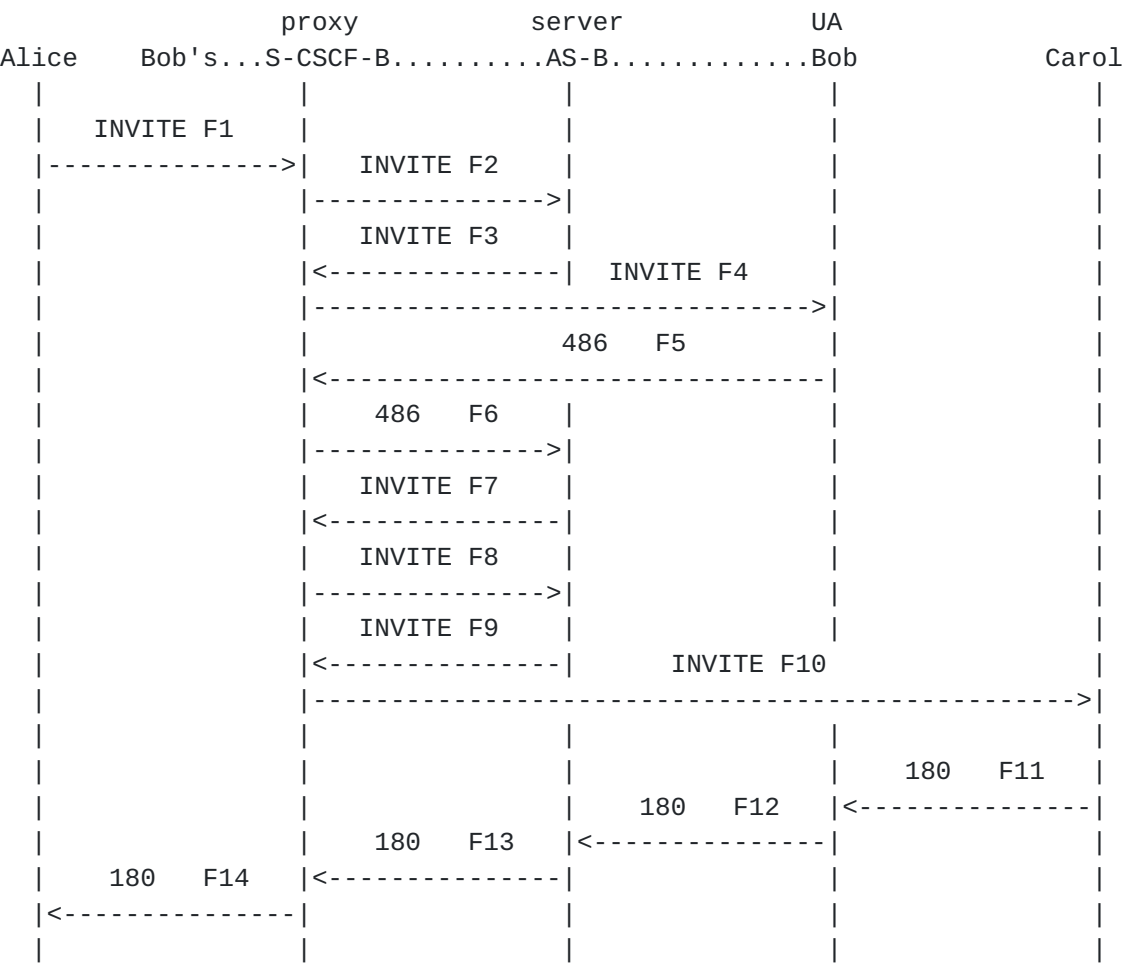 proxy server UA
Alice Bob's...S-CSCF-B..........AS-B.............Bob Carol
INVITE F1
INVITE F2
INVITE F3
INVITE F4
486 F5
486 F6
INVITE F7
INVITE F8
INVITE F9
INVITE F10
180 F11
180 F12
180 F13
180 F14